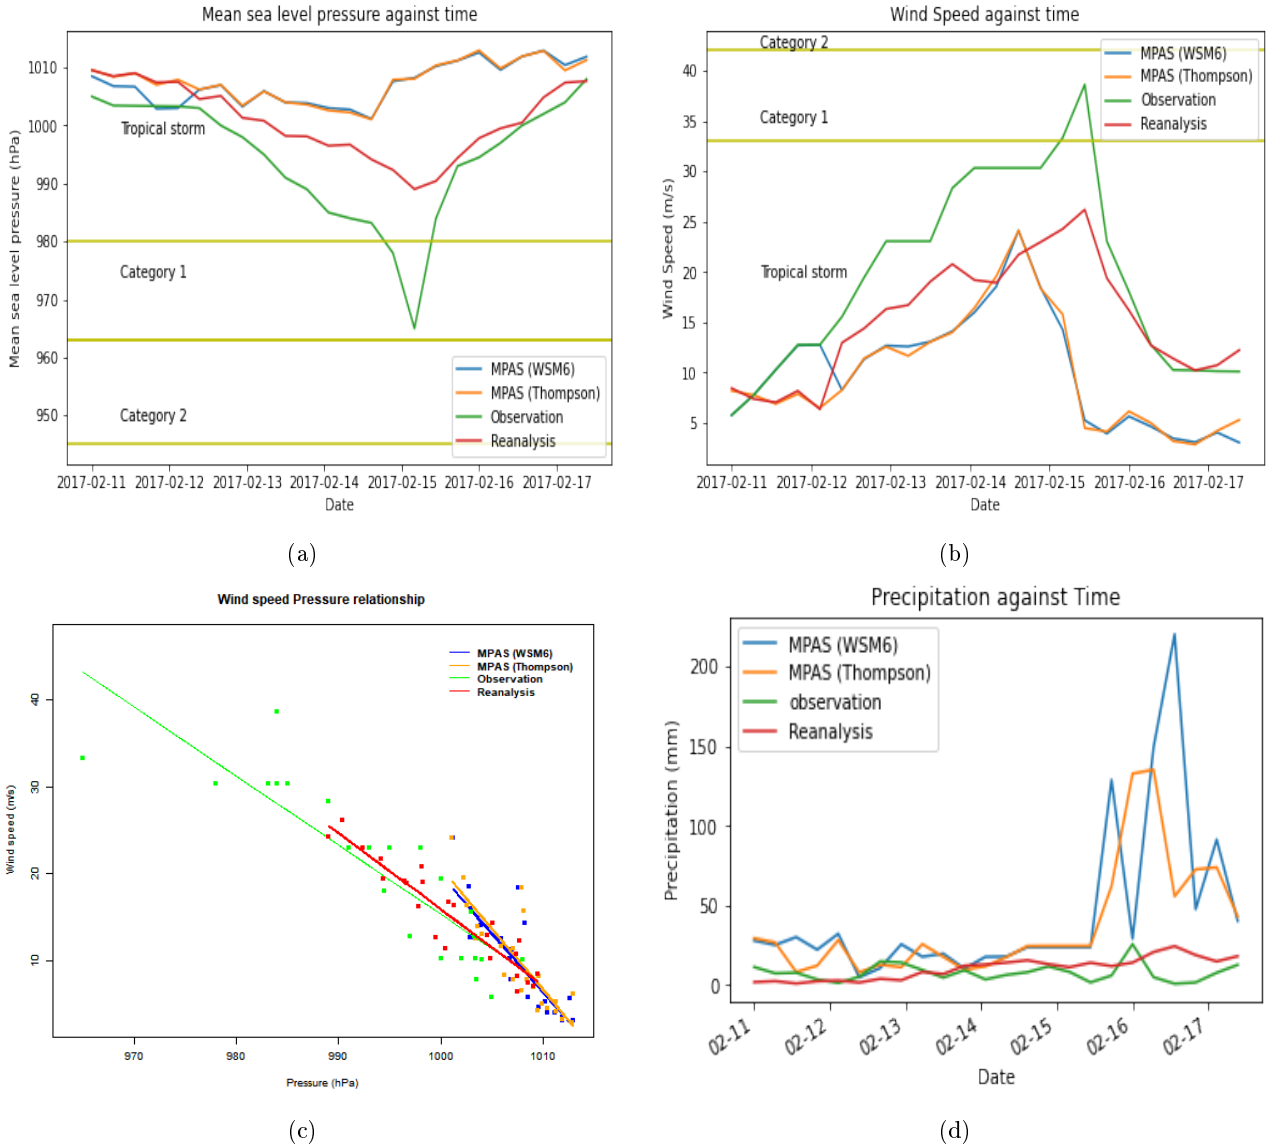 Mean sea level pressure against time
Mean sea level pressure (hPa)
1010
1000
990
980
970
960
950
Tropical storm
Category 1
Category 2
MPAS (WSM6)
MPAS (Thompson)
Observation
Reanalysis
2017-02-11 2017-02-12 2017-02-13 2017-02-14 2017-02-15 2017-02-16 2017-02-17
Date
(a)
Wind Speed against time
Wind Speed (m/s)
40
35
30
25
20
15
10
5
Category 2
Category 1
Tropical storm
MPAS (WSM6)
MPAS (Thompson)
Observation
Reanalysis
2017-02-11 2017-02-12 2017-02-13 2017-02-14 2017-02-15 2017-02-16 2017-02-17
Date
(b)
Wind speed Pressure relationship
Wind speed (m/s)
40
30
20
10
MPAS (WSM6)
MPAS (Thompson)
Observation
Reanalysis
970 980 990 1000 1010
Pressure (hPa)
(c)
Precipitation against Time
Precipitation (mm)
200
150
100
50
0
MPAS (WSM6)
MPAS (Thompson)
observation
Reanalysis
02-11 02-12 02-13 02-14 02-15 02-16 02-17
Date
(d)